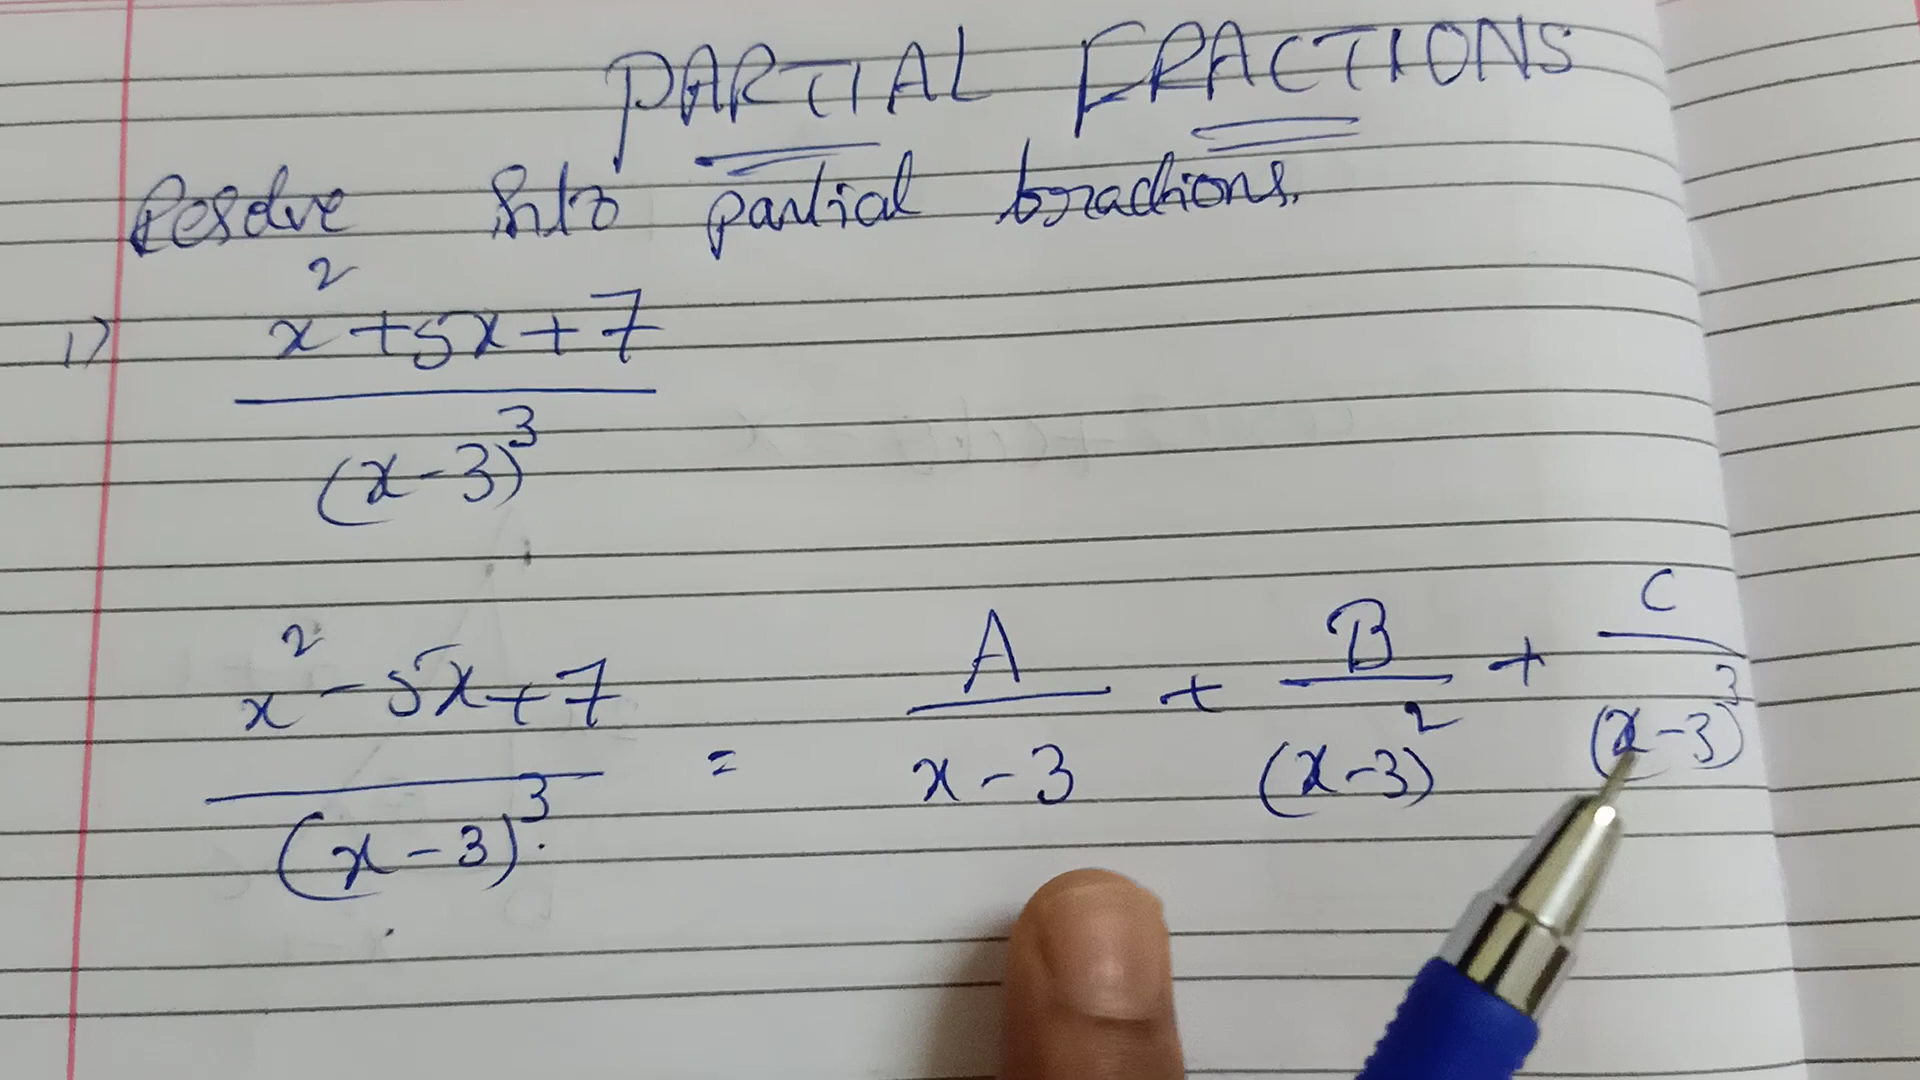 PARTIAL FRACTIONS
Resolve into partial fractions.
1) x² + 5x + 7
(x - 3)³
x² - 5x + 7 / (x - 3)³ = A / x - 3 + B / (x - 3)² + C / (x - 3)³